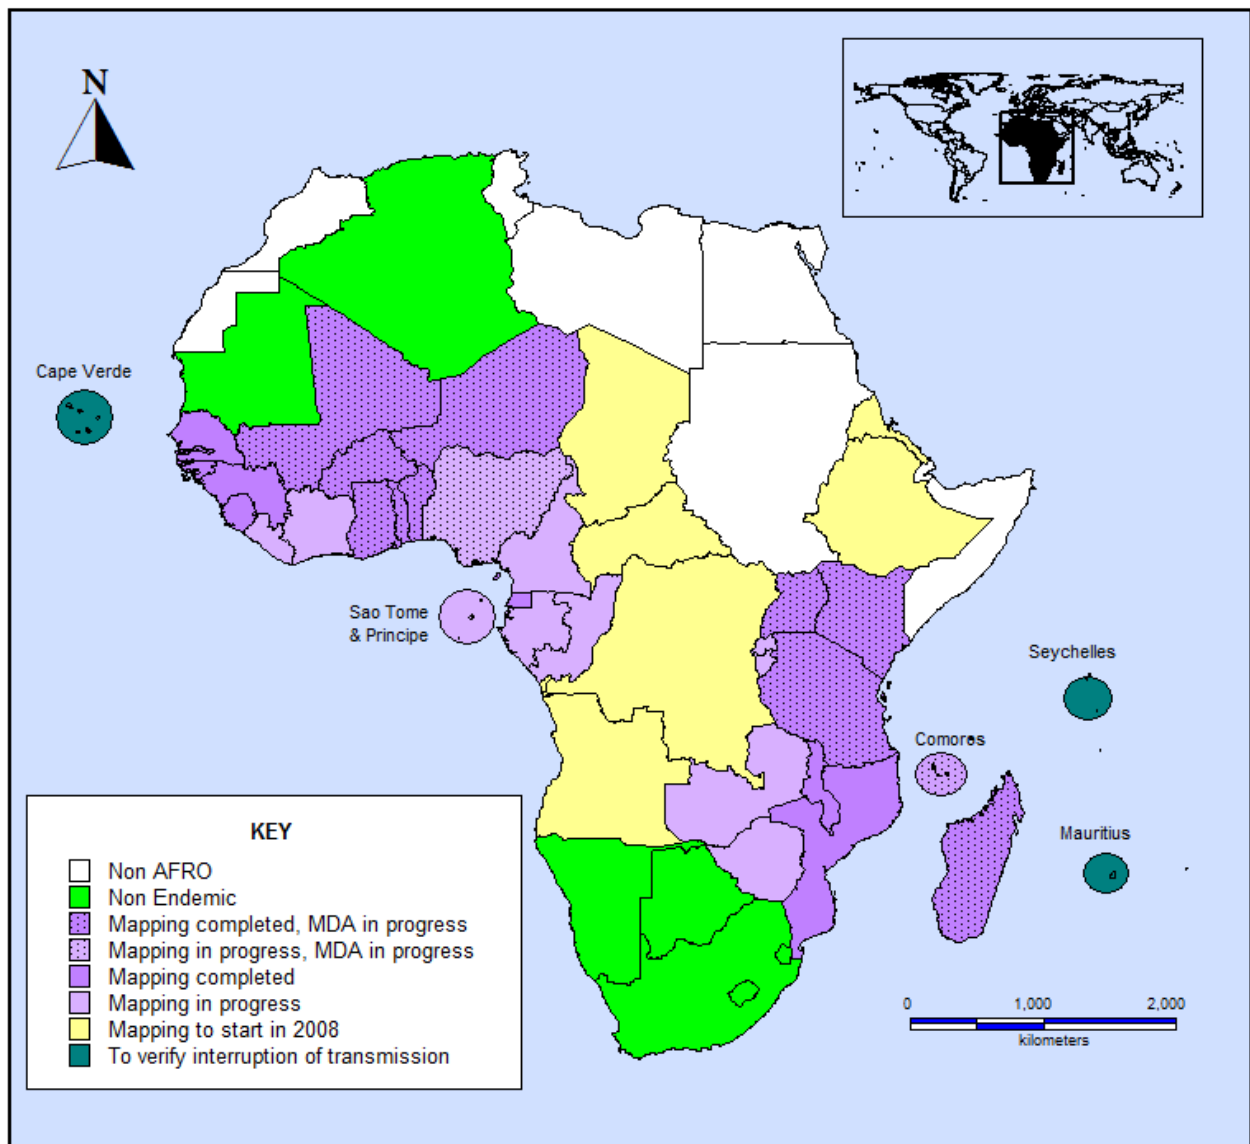 N
Cape Verde
Sao Tome
& Principe
Seychelles
Comoros
Mauritius
KEY
Non AFRO
Non Endemic
Mapping completed, MDA in progress
Mapping in progress, MDA in progress
Mapping completed
Mapping in progress
Mapping to start in 2008
To verify interruption of transmission
0 1,000 2,000
kilometers